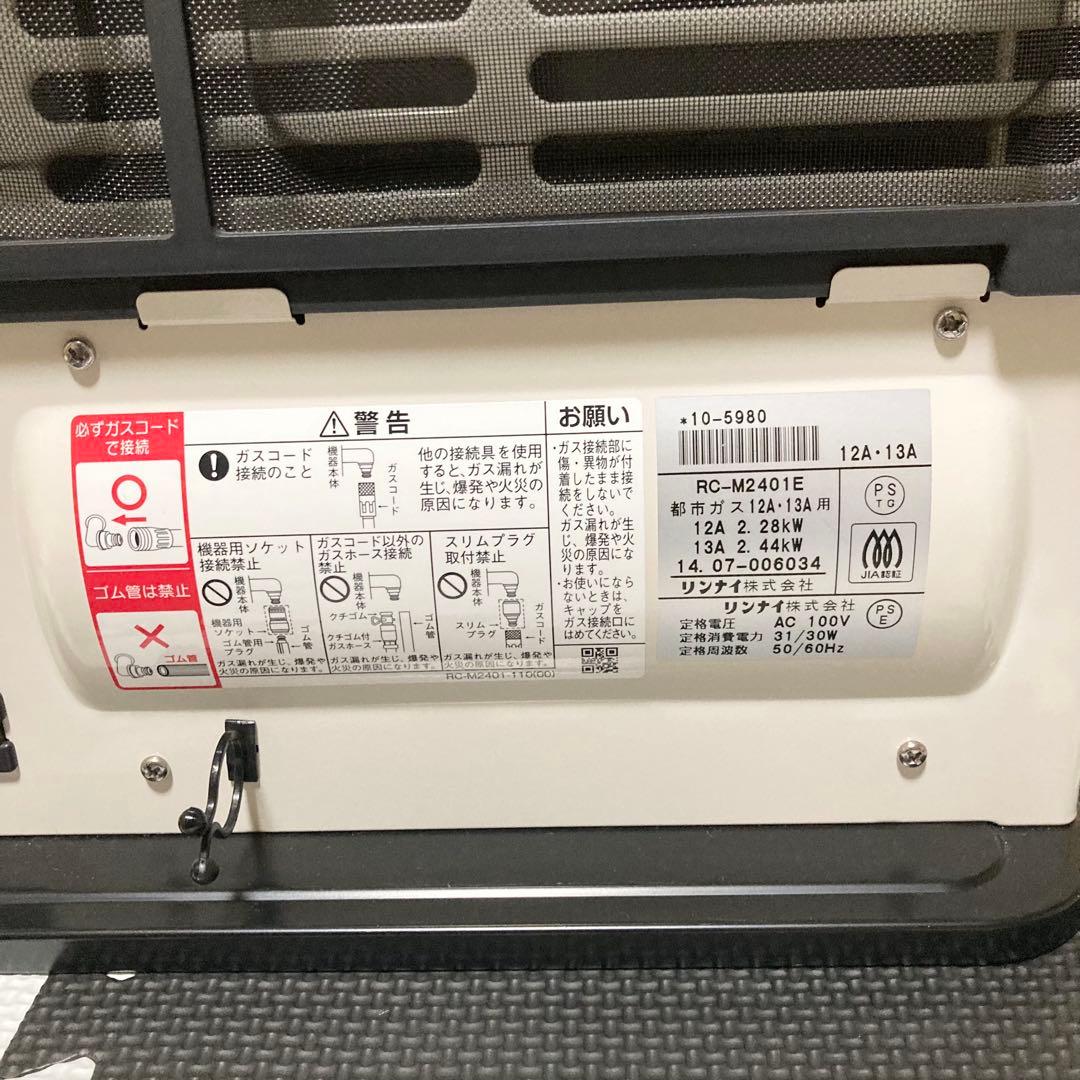 必ずガスコード
で接続
ゴム管は禁止
ゴム管
警告
ガスコード
接続のこと
機器本体
ガスコード
他の接続具を使用
すると、ガス漏れが
生じ、爆発や火災の
原因になります。
機器用ソケット
接続禁止
機器本体
機器用
ソケット
ゴム管用
プラグ
ゴム管
ガス漏れが生じ、爆発や
火災の原因になります。
ガスコード以外の
ガスホース接続
禁止
機器本体
クチゴム
クチゴム付
ガスホース
ゴム管
ガス漏れが生じ、爆発や
火災の原因になります。
スリムプラグ
取付禁止
機器本体
スリム
プラグ
ガスコード
ガス漏れが生じ、爆発や
火災の原因になります。
RC-M2401-110(00)
お願い
・ガス接続部に
傷・異物が付
着したまま接
続をしないで
ください。
ガス漏れが生
じ、爆発や火
災の原因にな
ります。
・お使いになら
ないときは、
キャップを
ガス接続口に
はめてください。
*10-5980
12A・13A
RC-M2401E
都市ガス12A・13A用
12A 2.28kW
13A 2.44kW
14.07-006034
リンナイ株式会社
PS
TG
JIA認証
リンナイ株式会社
定格電圧 AC 100V
定格消費電力 31/30W
定格周波数 50/60Hz
PS
E